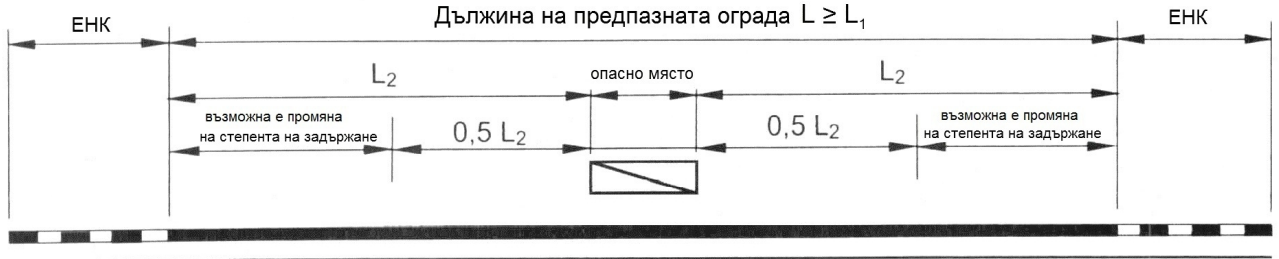 ЕНК
Дължина на предпазната ограда L ≥ L₁
ЕНК
L₂
опасно място
L₂
възможна е промяна
на степента на задържане
0,5 L₂
0,5 L₂
възможна е промяна
на степента на задържане